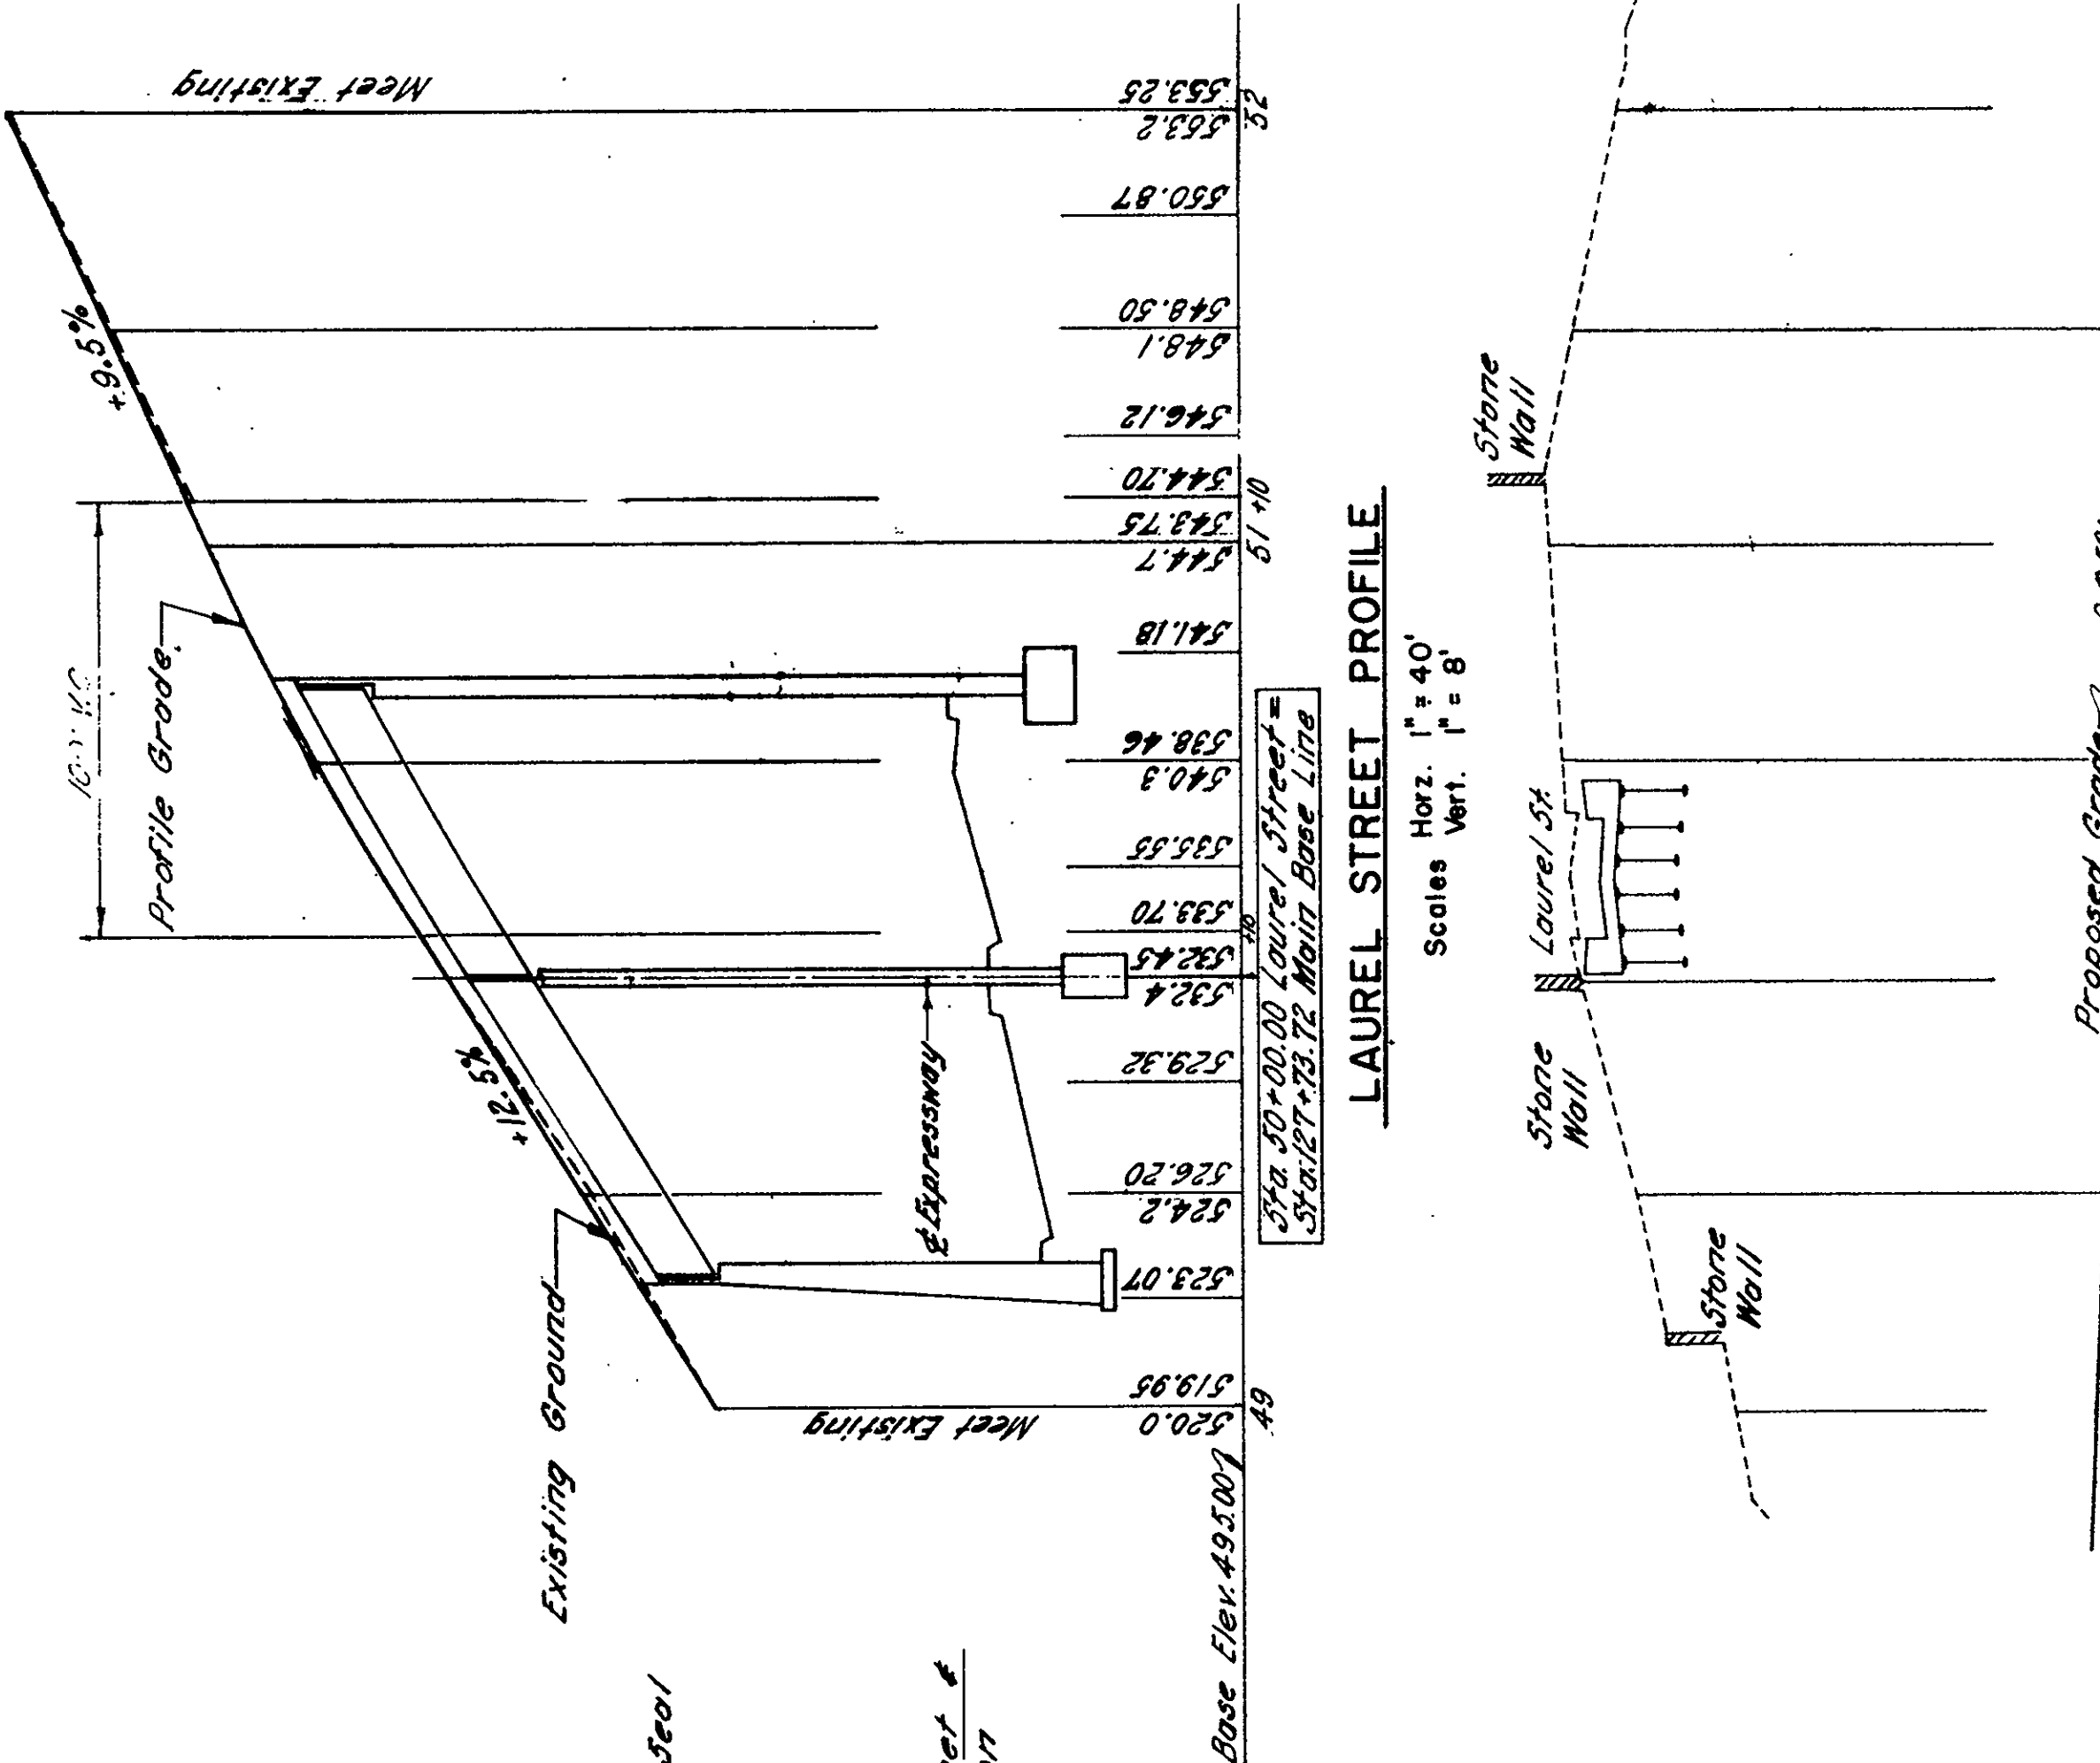 Meet Existing
+9.5%
Profile Grade
+12.5%
Existing Ground
Meet Existing
℄ Expressway
Base Elev. 495.00
520.0
519.95
523.07
524.2
526.20
529.32
532.4
532.45
533.70
535.55
540.3
538.46
541.18
544.7
543.75
544.70
546.12
548.1
548.50
550.87
553.2
553.25
49
+10
51
+10
52
Sta. 50+00.00 Laurel Street =
Sta. 127+73.72 Main Base Line
LAUREL STREET PROFILE
Scales Horz. 1" = 40'
Vert. 1" = 8'
Stone
Wall
Laurel St.
Stone
Wall
Stone
Wall
Proposed Grade
Seal